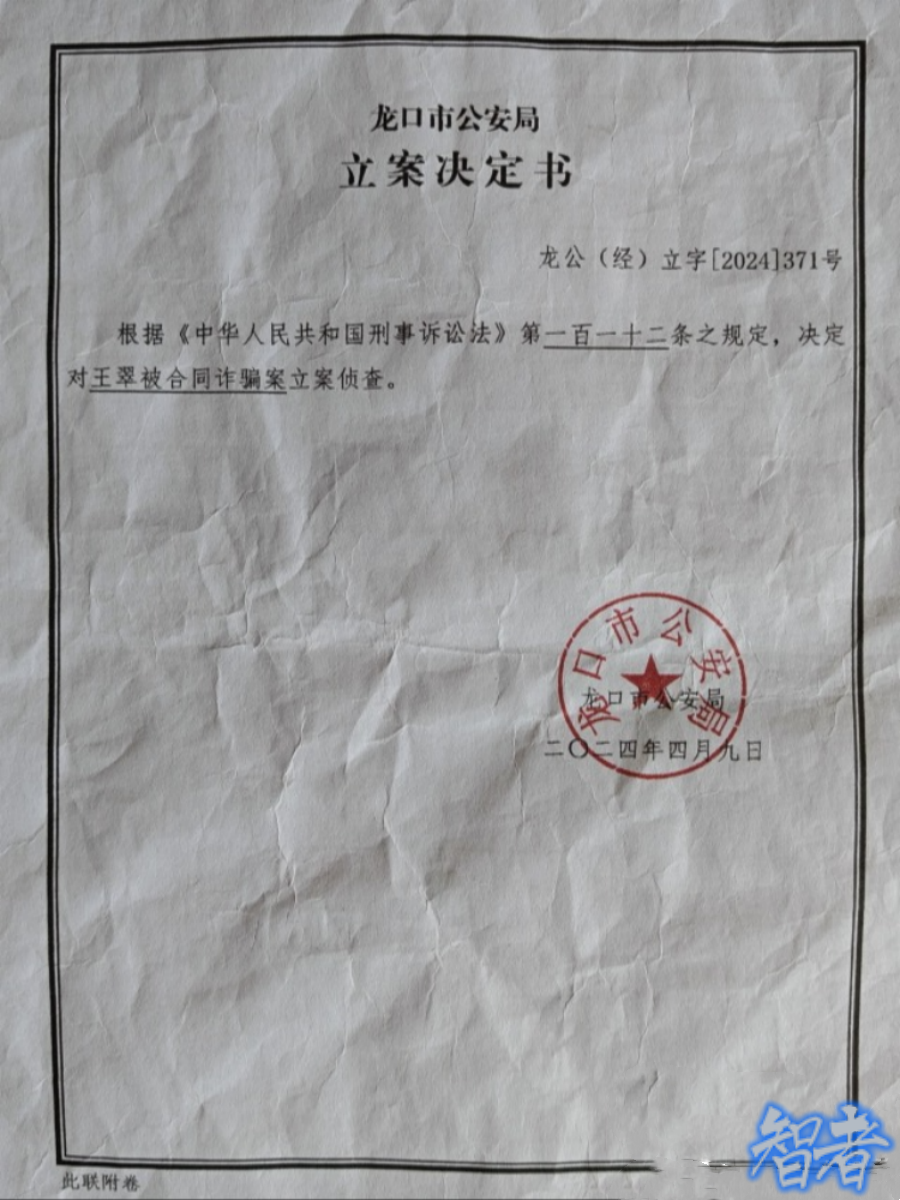 龙口市公安局
立案决定书
龙公（经）立字[2024]371号
根据《中华人民共和国刑事诉讼法》第一百一十二条之规定，决定
对王翠被合同诈骗案立案侦查。
龙口市公安局
龙口市公安局
二〇二四年四月九日
此联附卷
智者